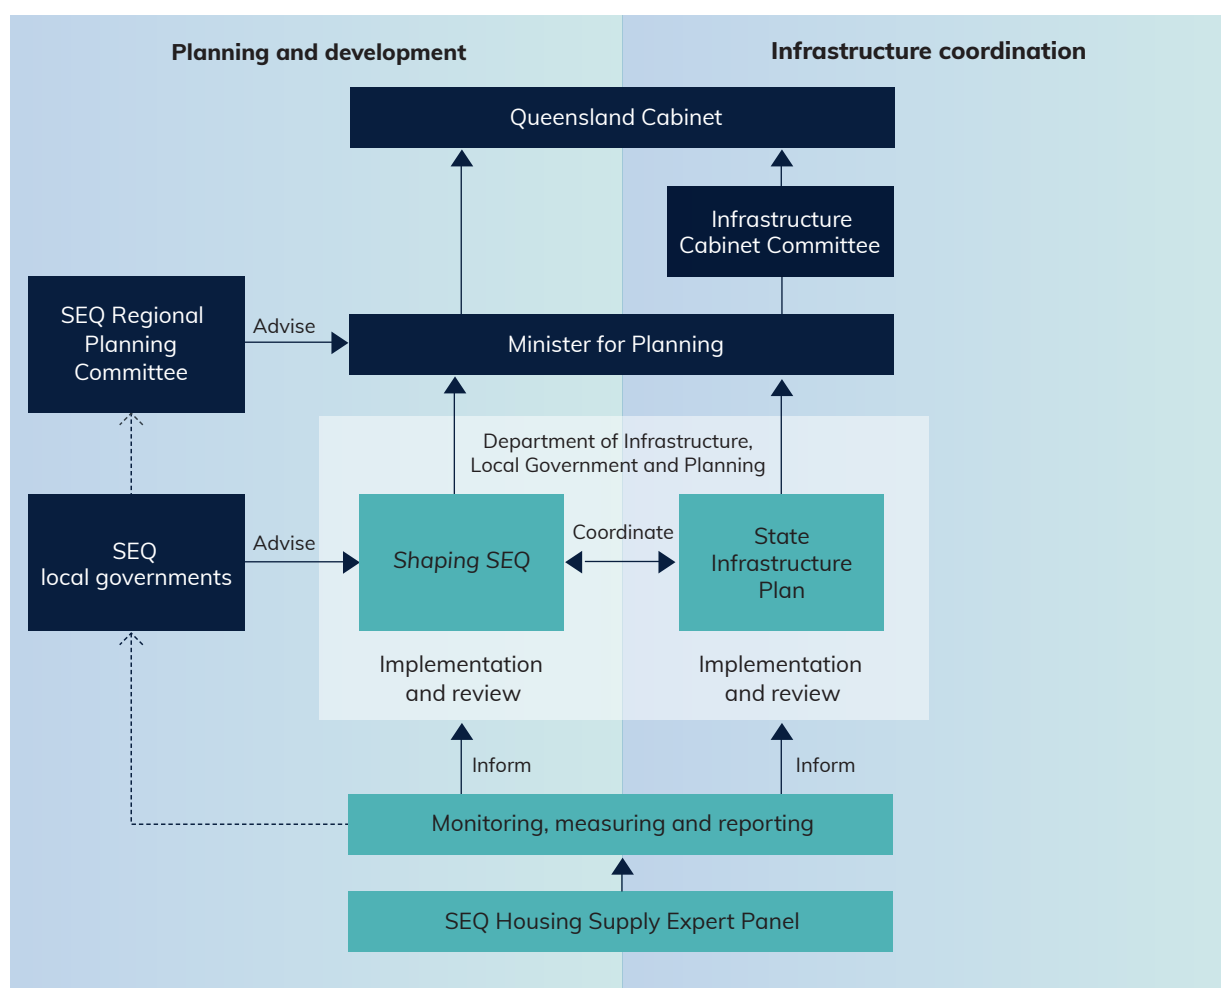 Planning and development
Infrastructure coordination
Queensland Cabinet
Infrastructure
Cabinet Committee
SEQ Regional
Planning
Committee
Advise
Minister for Planning
Department of Infrastructure,
Local Government and Planning
SEQ
local governments
Advise
Shaping SEQ
Coordinate
State
Infrastructure
Plan
Implementation
and review
Implementation
and review
Inform
Inform
Monitoring, measuring and reporting
SEQ Housing Supply Expert Panel